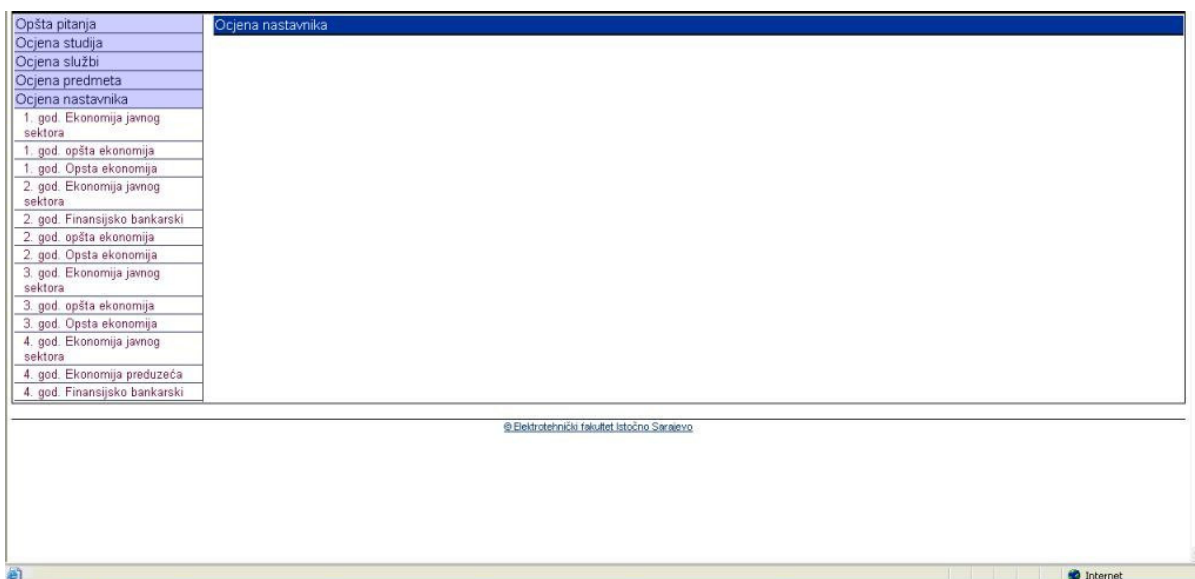 Opšta pitanja
Ocjena nastavnika
Ocjena studija
Ocjena službi
Ocjena predmeta
Ocjena nastavnika
1. god. Ekonomija javnog
sektora
1. god. opšta ekonomija
1. god. Opsta ekonomija
2. god. Ekonomija javnog
sektora
2. god. Finansijsko bankarski
2. god. opšta ekonomija
2. god. Opsta ekonomija
3. god. Ekonomija javnog
sektora
3. god. opšta ekonomija
3. god. Opsta ekonomija
4. god. Ekonomija javnog
sektora
4. god. Ekonomija preduzeća
4. god. Finansijsko bankarski
© Elektrotehnički fakultet Istočno Sarajevo
Internet